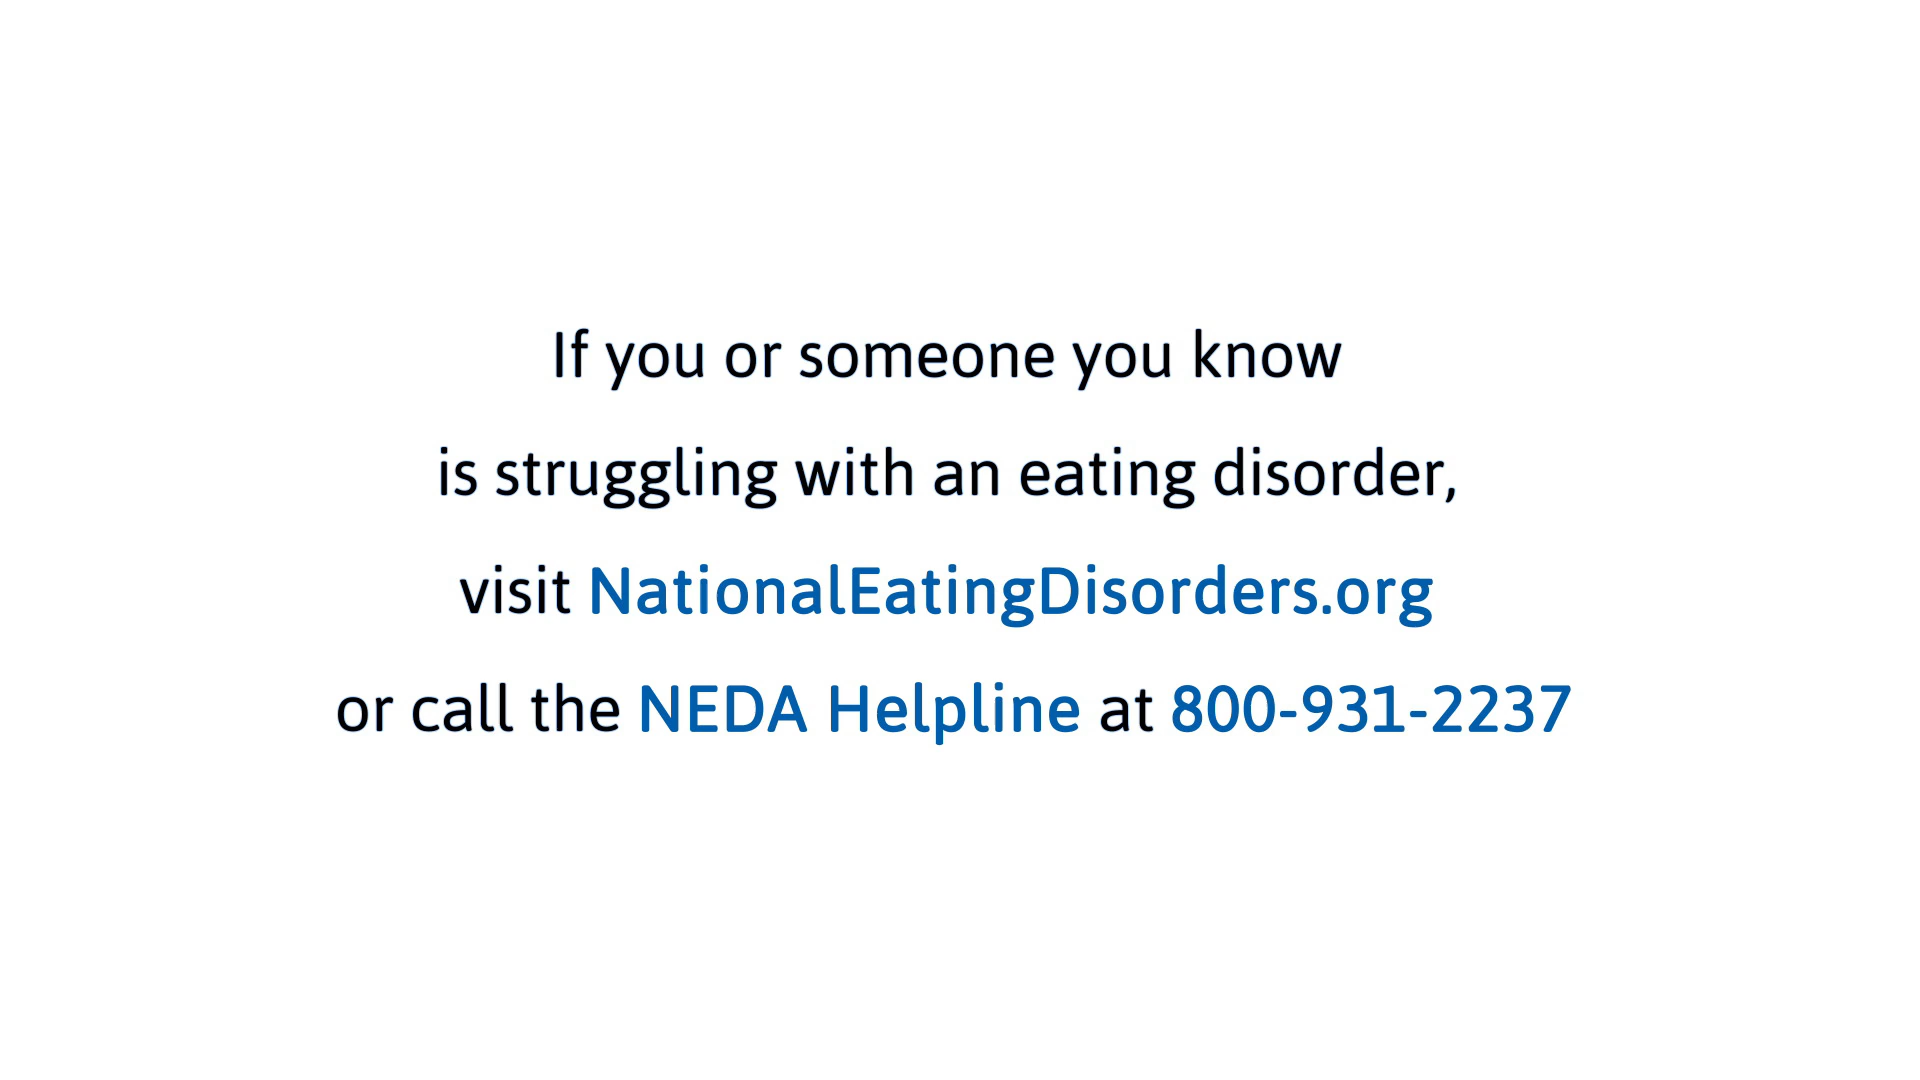 If you or someone you know
is struggling with an eating disorder,
visit NationalEatingDisorders.org
or call the NEDA Helpline at 800-931-2237